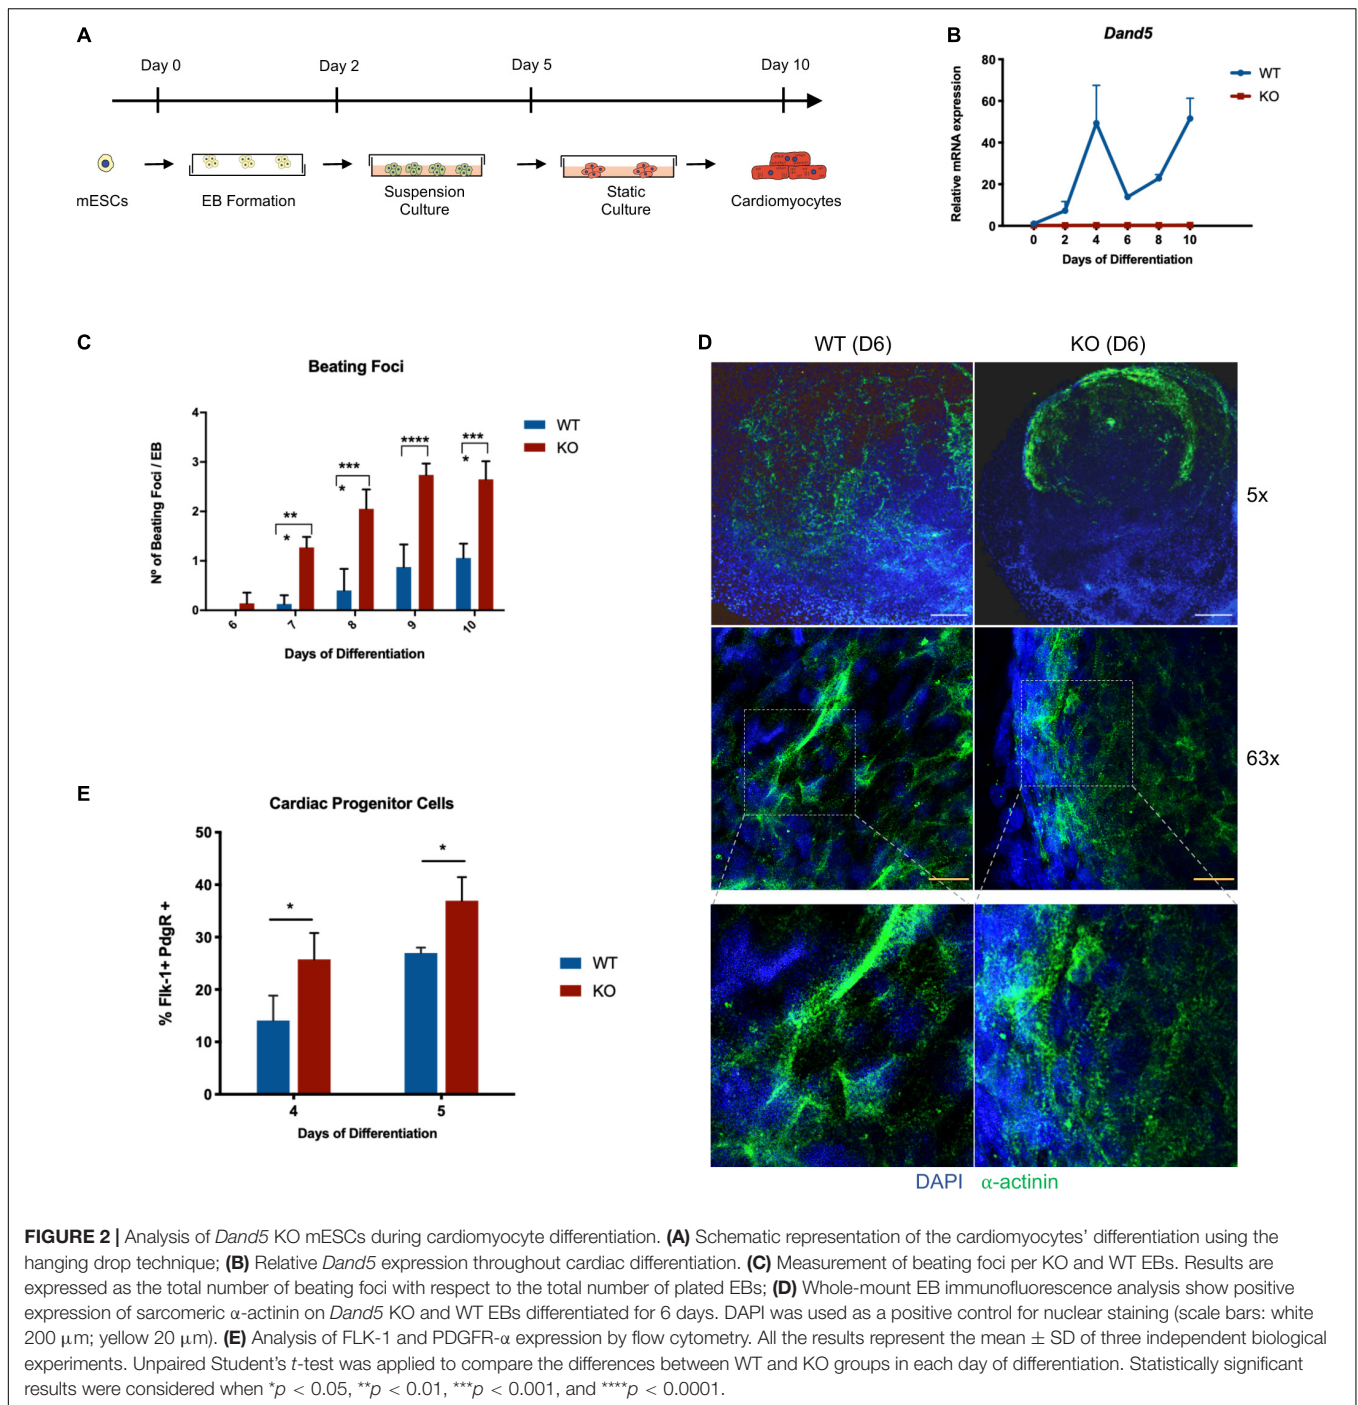 A
Day 0
Day 2
Day 5
Day 10
mESCs
EB Formation
Suspension
Culture
Static
Culture
Cardiomyocytes
B
Dand5
Relative mRNA expression
80
60
40
20
0
0 2 4 6 8 10
Days of Differentiation
WT
KO
C
Beating Foci
Nº of Beating Foci / EB
4
3
2
1
0
**
*
***
*
****
***
*
6 7 8 9 10
Days of Differentiation
WT
KO
D
WT (D6)
KO (D6)
5x
63x
DAPI α-actinin
E
Cardiac Progenitor Cells
% Flk-1+ PdgR +
50
40
30
20
10
0
*
*
4 5
Days of Differentiation
WT
KO
FIGURE 2 | Analysis of Dand5 KO mESCs during cardiomyocyte differentiation. (A) Schematic representation of the cardiomyocytes’ differentiation using the
hanging drop technique; (B) Relative Dand5 expression throughout cardiac differentiation. (C) Measurement of beating foci per KO and WT EBs. Results are
expressed as the total number of beating foci with respect to the total number of plated EBs; (D) Whole-mount EB immunofluorescence analysis show positive
expression of sarcomeric α-actinin on Dand5 KO and WT EBs differentiated for 6 days. DAPI was used as a positive control for nuclear staining (scale bars: white
200 μm; yellow 20 μm). (E) Analysis of FLK-1 and PDGFR-α expression by flow cytometry. All the results represent the mean ± SD of three independent biological
experiments. Unpaired Student’s t-test was applied to compare the differences between WT and KO groups in each day of differentiation. Statistically significant
results were considered when *p < 0.05, **p < 0.01, ***p < 0.001, and ****p < 0.0001.